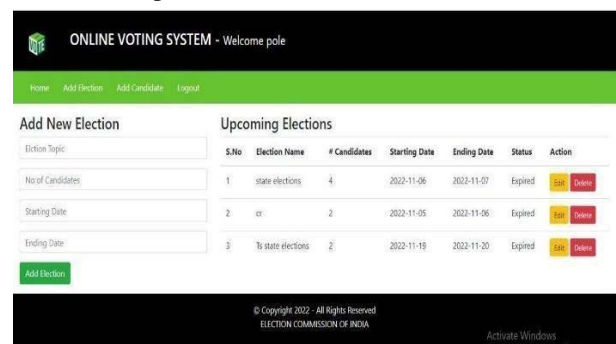 VOTE
ONLINE VOTING SYSTEM - Welcome pole
Home Add Election Add Candidate Logout
Add New Election
Elction Topic
No of Candidates
Starting Date
Ending Date
Add Election
Upcoming Elections
S.No Election Name # Candidates Starting Date Ending Date Status Action
1 state elections 4 2022-11-06 2022-11-07 Expired Edit Delete
2 cr 2 2022-11-05 2022-11-06 Expired Edit Delete
3 Ts state elections 2 2022-11-19 2022-11-20 Expired Edit Delete
© Copyright 2022 - All Rights Reserved
ELECTION COMMISSION OF INDIA
Activate Windows